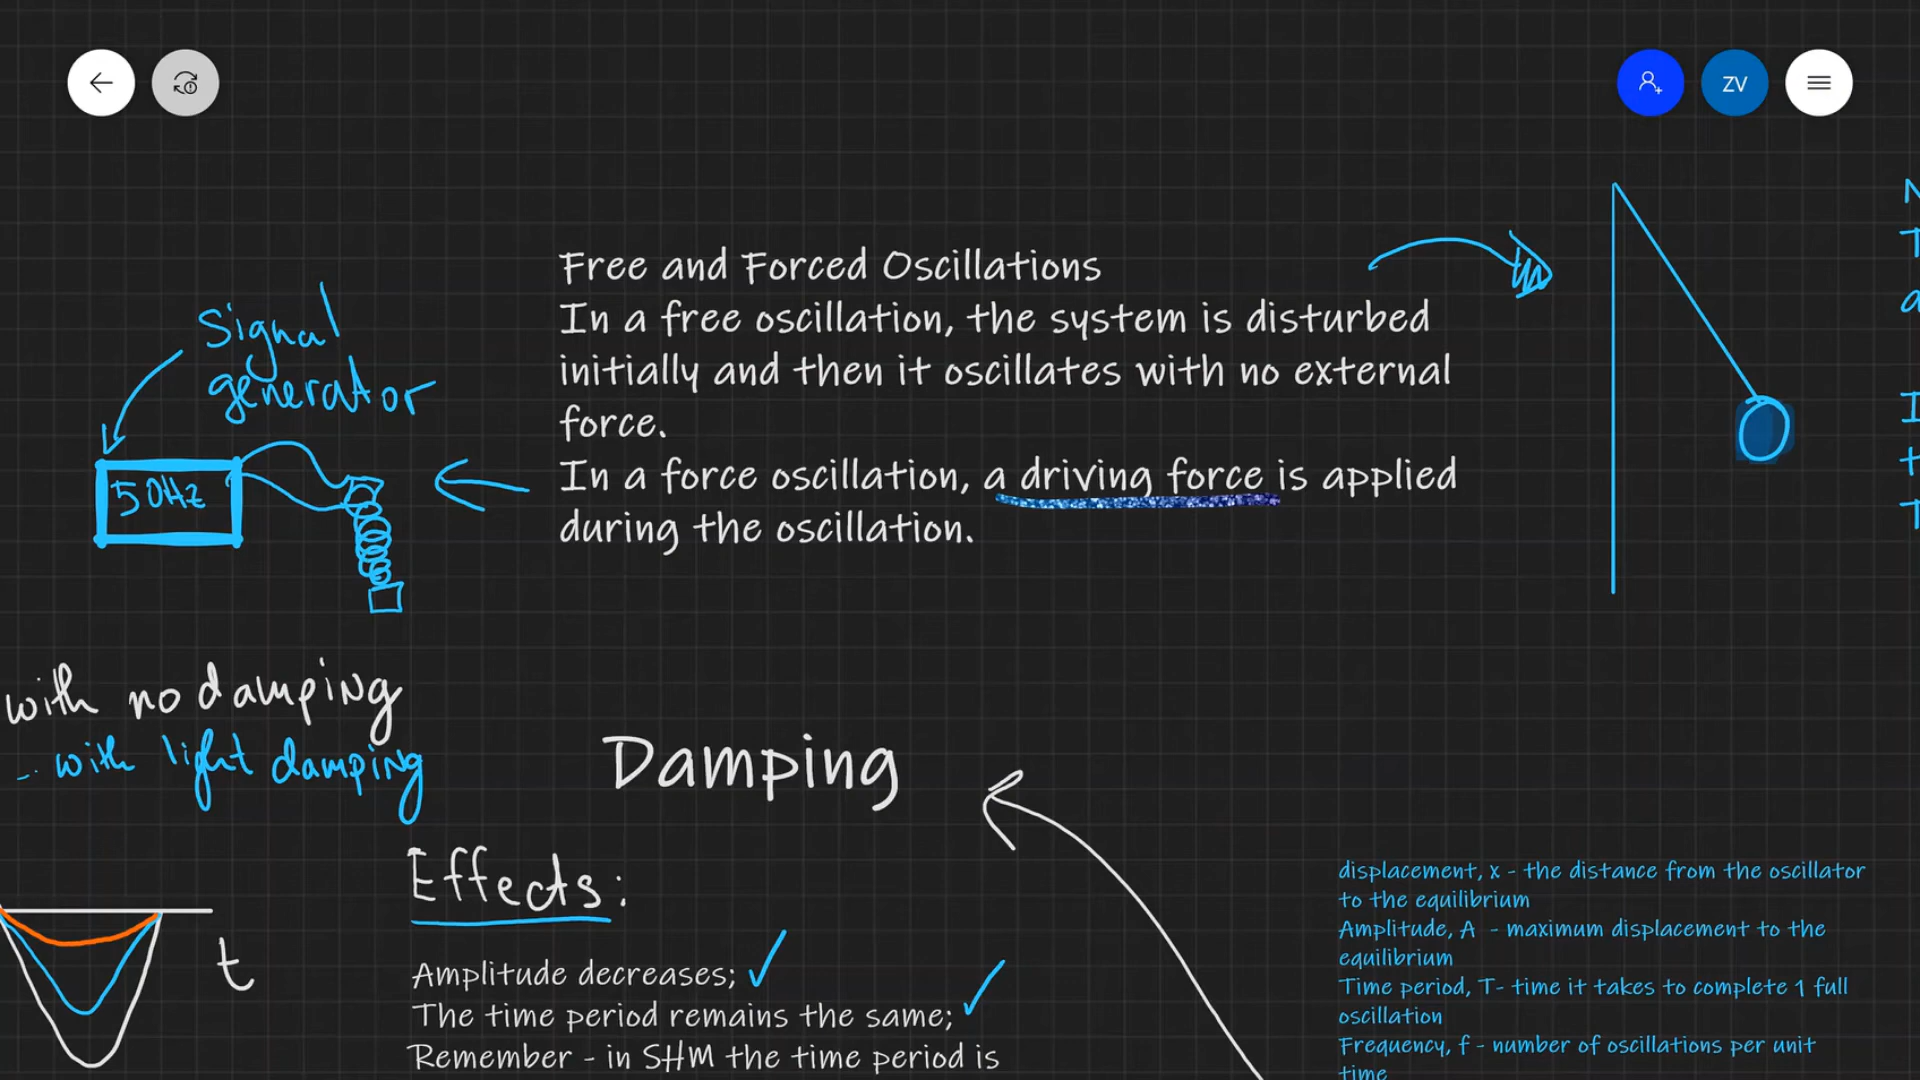 ZV
Free and Forced Oscillations
In a free oscillation, the system is disturbed
initially and then it oscillates with no external
force.
In a force oscillation, a driving force is applied
during the oscillation.
Signal
generator
50Hz
with no damping
-- with light damping
Damping
Effects:
t
Amplitude decreases;
The time period remains the same;
Remember - in SHM the time period is
displacement, x - the distance from the oscillator
to the equilibrium
Amplitude, A - maximum displacement to the
equilibrium
Time period, T- time it takes to complete 1 full
oscillation
Frequency, f - number of oscillations per unit
time